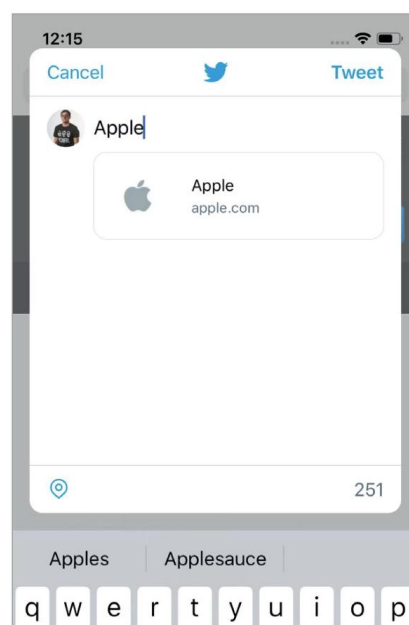 12:15
Cancel Tweet
Apple
Apple
apple.com
251
Apples Applesauce
q w e r t y u i o p